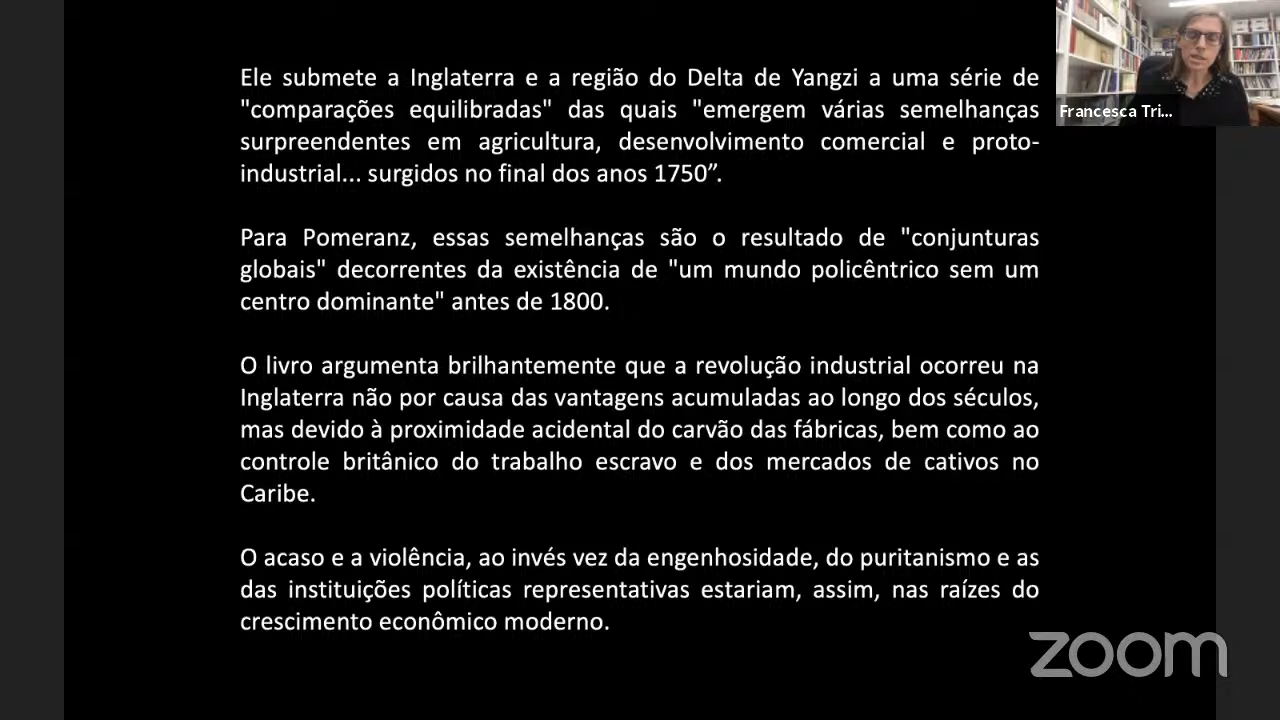 Ele submete a Inglaterra e a região do Delta de Yangzi a uma série de
"comparações equilibradas" das quais "emergem várias semelhanças
surpreendentes em agricultura, desenvolvimento comercial e proto-
industrial... surgidos no final dos anos 1750”.
Para Pomeranz, essas semelhanças são o resultado de "conjunturas
globais" decorrentes da existência de "um mundo policêntrico sem um
centro dominante" antes de 1800.
O livro argumenta brilhantemente que a revolução industrial ocorreu na
Inglaterra não por causa das vantagens acumuladas ao longo dos séculos,
mas devido à proximidade acidental do carvão das fábricas, bem como ao
controle britânico do trabalho escravo e dos mercados de cativos no
Caribe.
O acaso e a violência, ao invés vez da engenhosidade, do puritanismo e as
das instituições políticas representativas estariam, assim, nas raízes do
crescimento econômico moderno.
Francesca Tri...
zoom